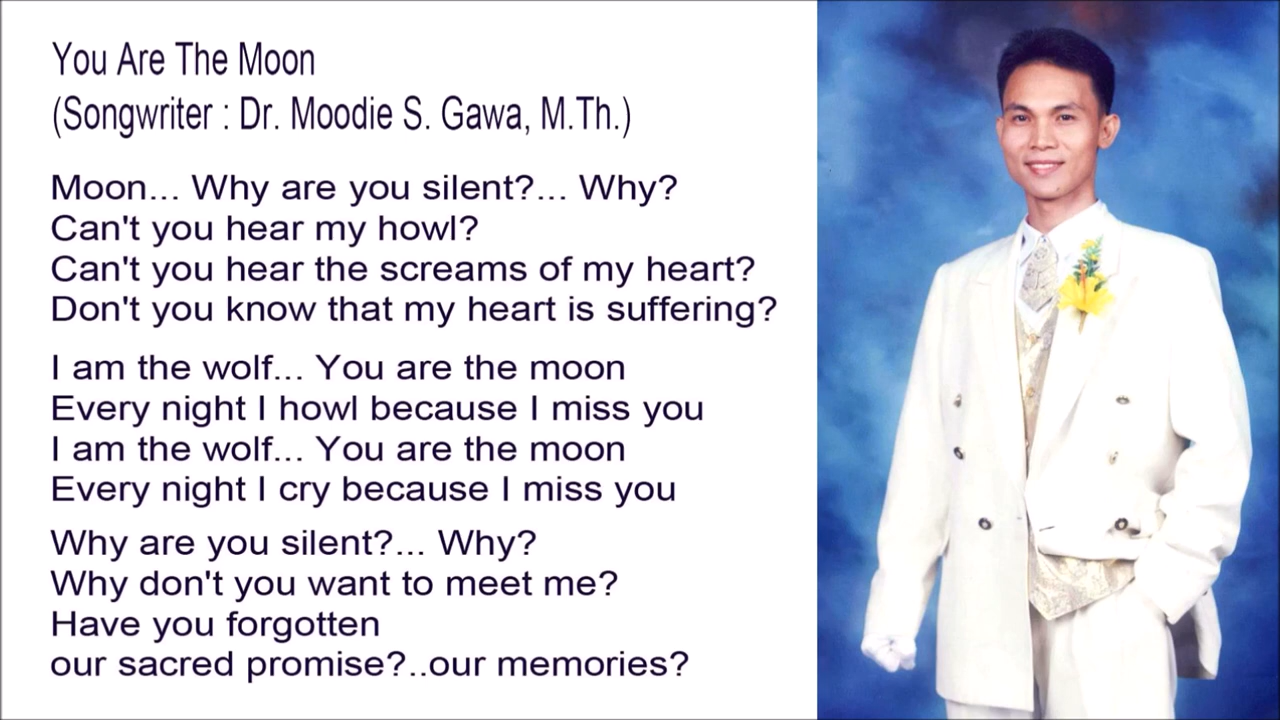 You Are The Moon
(Songwriter : Dr. Moodie S. Gawa, M.Th.)
Moon... Why are you silent?... Why?
Can't you hear my howl?
Can't you hear the screams of my heart?
Don't you know that my heart is suffering?
I am the wolf... You are the moon
Every night I howl because I miss you
I am the wolf... You are the moon
Every night I cry because I miss you
Why are you silent?... Why?
Why don't you want to meet me?
Have you forgotten
our sacred promise?..our memories?